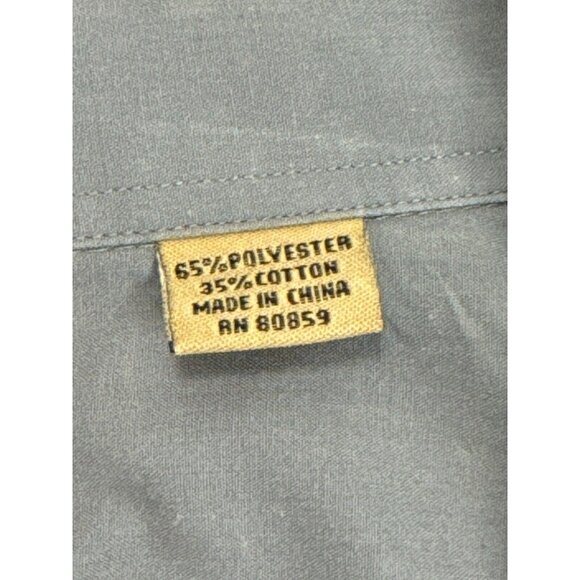 65%POLYESTER
35%COTTON
MADE IN CHINA
RN 80859